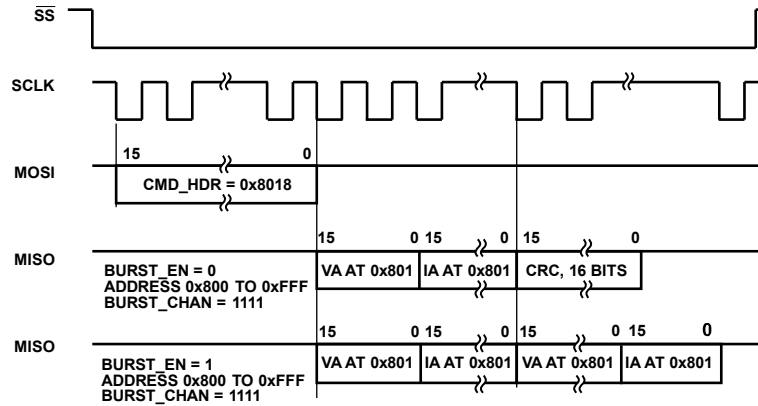 SS
SCLK
15 0
MOSI
CMD_HDR = 0x8018
15 0 15 0 15 0
MISO
VA AT 0x801 IA AT 0x801 CRC, 16 BITS
BURST_EN = 0
ADDRESS 0x800 TO 0xFFF
BURST_CHAN = 1111
15 0 15 0 15 0 15 0
MISO
VA AT 0x801 IA AT 0x801 VA AT 0x801 IA AT 0x801
BURST_EN = 1
ADDRESS 0x800 TO 0xFFF
BURST_CHAN = 1111